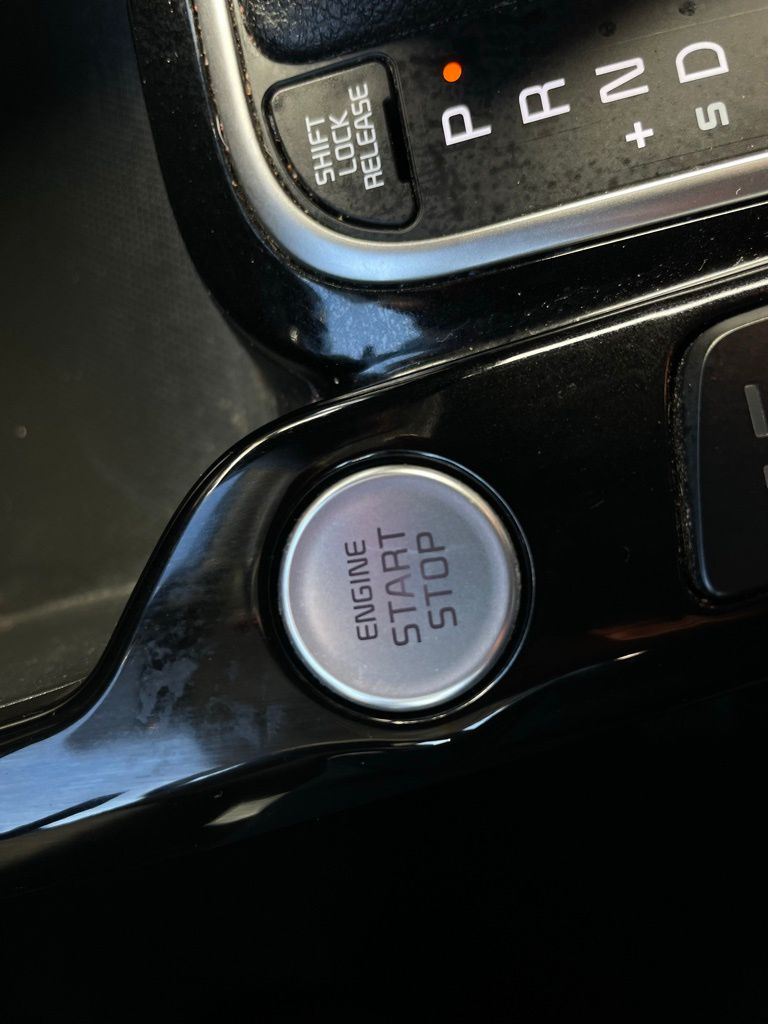 SHIFT
LOCK
RELEASE
P
R
N
D
+
S
ENGINE
START
STOP